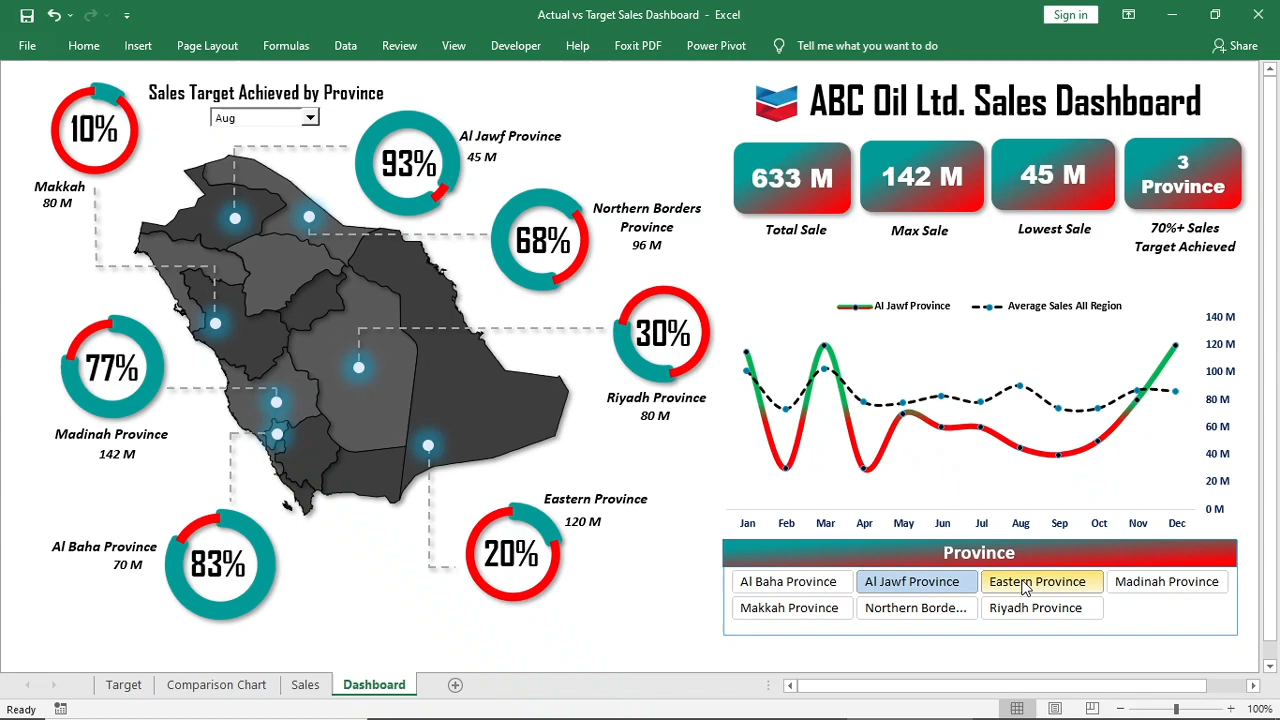 Actual vs Target Sales Dashboard - Excel
Sign in
File Home Insert Page Layout Formulas Data Review View Developer Help Foxit PDF Power Pivot Tell me what you want to do Share
Sales Target Achieved by Province
Aug
10%
Makkah
80 M
93%
Al Jawf Province
45 M
68%
Northern Borders
Province
96 M
30%
Riyadh Province
80 M
77%
Madinah Province
142 M
83%
Al Baha Province
70 M
20%
Eastern Province
120 M
ABC Oil Ltd. Sales Dashboard
633 M
Total Sale
142 M
Max Sale
45 M
Lowest Sale
3
Province
70%+ Sales
Target Achieved
Al Jawf Province Average Sales All Region
140 M
120 M
100 M
80 M
60 M
40 M
20 M
0 M
Jan Feb Mar Apr May Jun Jul Aug Sep Oct Nov Dec
Province
Al Baha Province Al Jawf Province Eastern Province Madinah Province
Makkah Province Northern Borde... Riyadh Province
Target Comparison Chart Sales Dashboard
Ready
100%